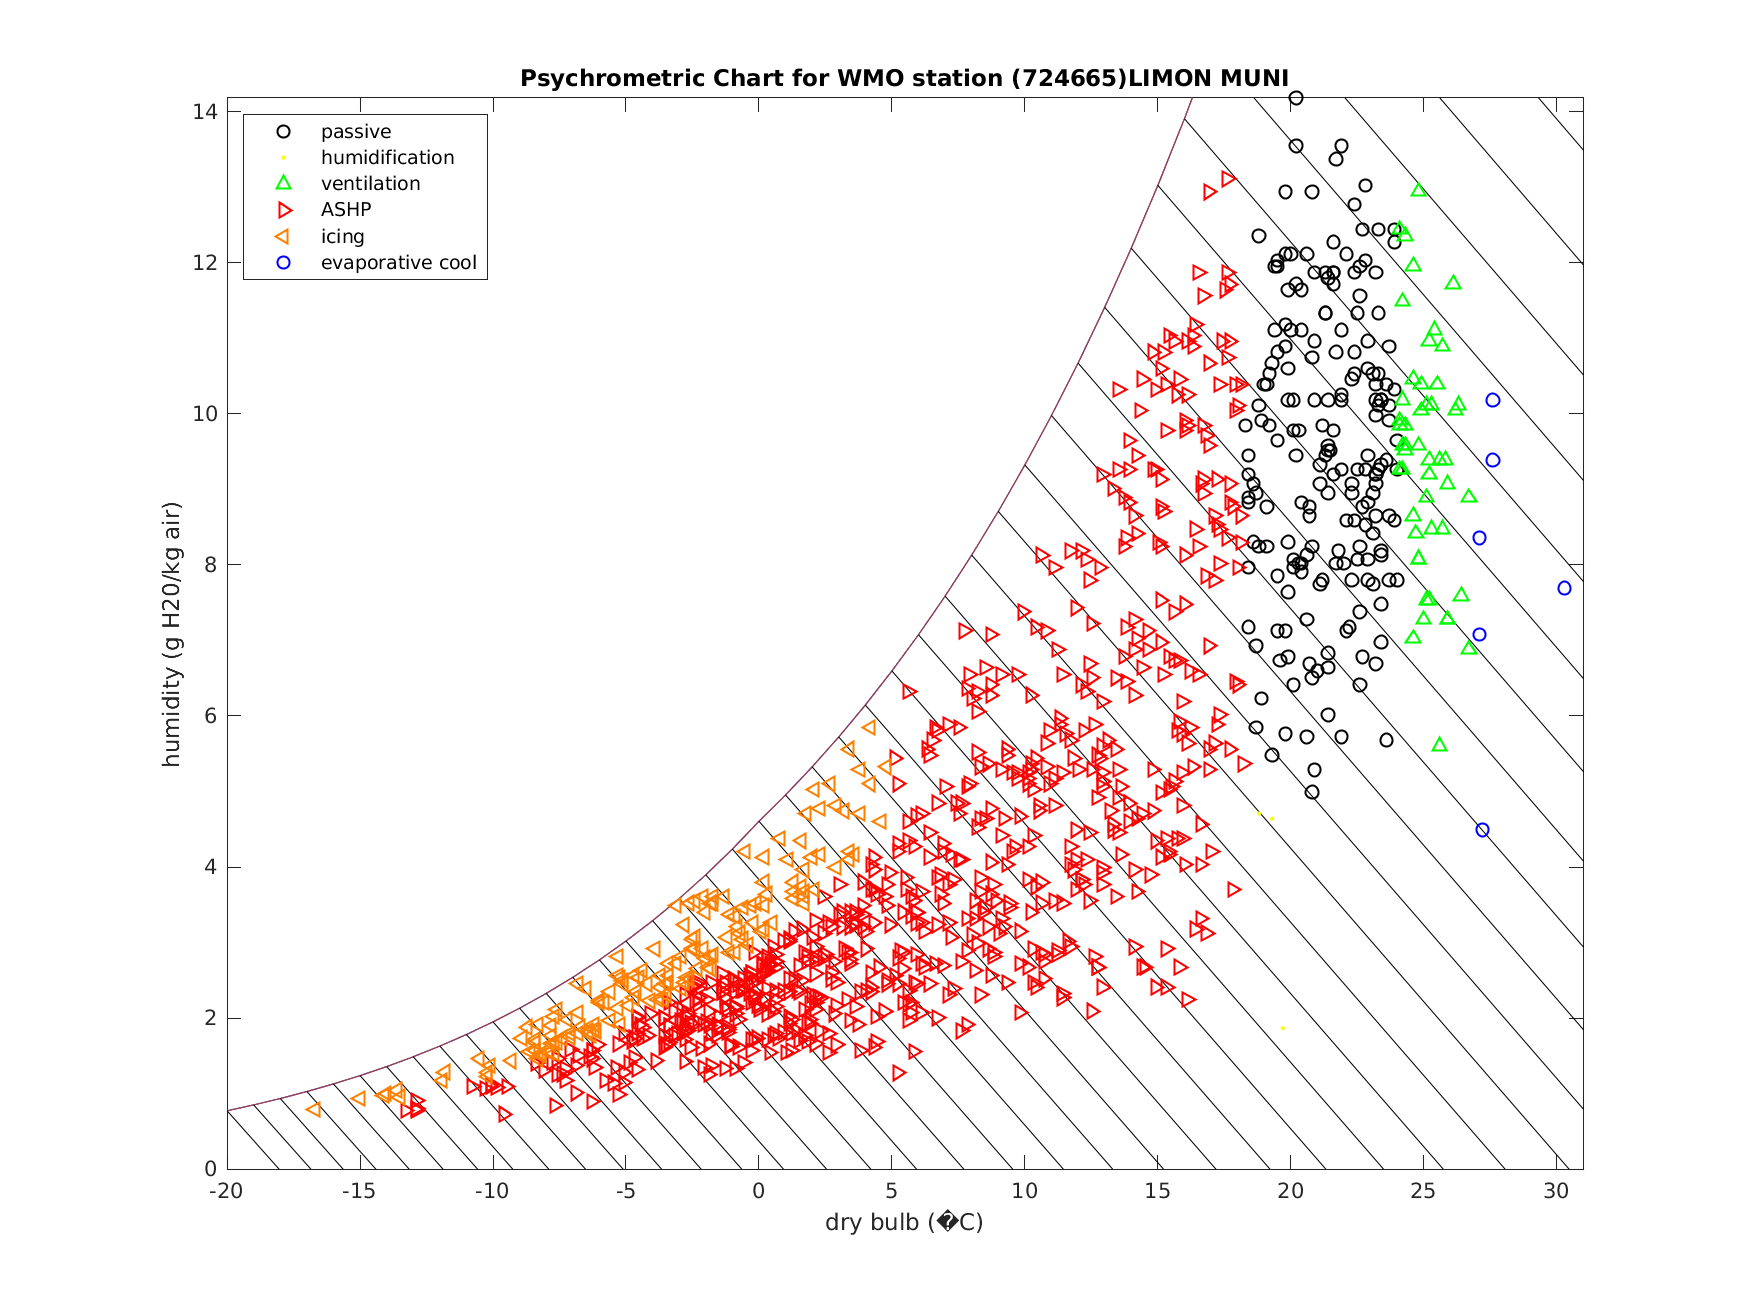 Psychrometric Chart for WMO station (724665)LIMON MUNI
14
12
10
8
6
4
2
0
passive
humidification
ventilation
ASHP
icing
evaporative cool
humidity (g H20/kg air)
-20 -15 -10 -5 0 5 10 15 20 25 30
dry bulb (�C)